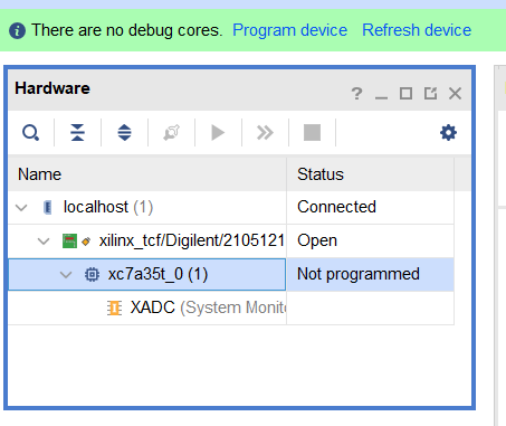 There are no debug cores. Program device Refresh device
Hardware
Name Status
localhost (1) Connected
xilinx_tcf/Digilent/2105121 Open
xc7a35t_0 (1) Not programmed
XADC (System Monit